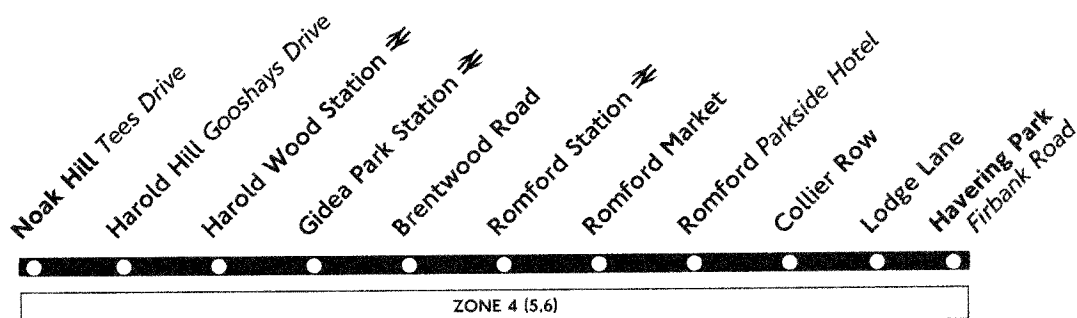 Noak Hill Tees Drive
Harold Hill Gooshays Drive
Harold Wood Station
Gidea Park Station
Brentwood Road
Romford Station
Romford Market
Romford Parkside Hotel
Collier Row
Lodge Lane
Havering Park
Firbank Road
ZONE 4 (5,6)